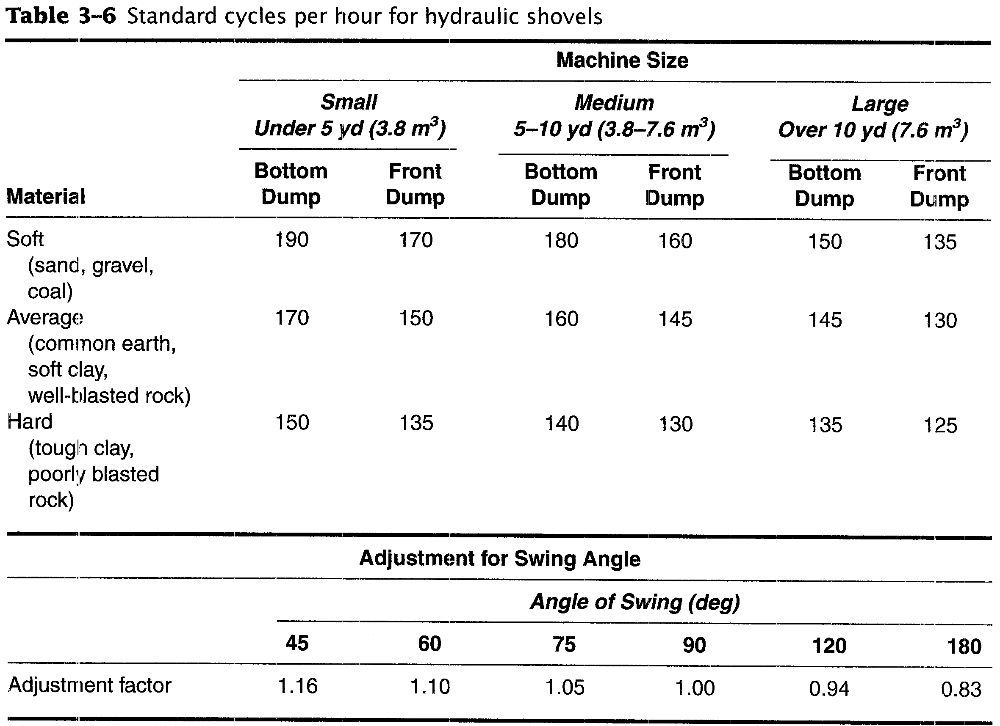 Table 3–6 Standard cycles per hour for hydraulic shovels
Machine Size
Small Medium Large
Under 5 yd (3.8 m³) 5–10 yd (3.8–7.6 m³) Over 10 yd (7.6 m³)
Bottom Front Bottom Front Bottom Front
Material Dump Dump Dump Dump Dump Dump
Soft 190 170 180 160 150 135
(sand, gravel,
coal)
Average 170 150 160 145 145 130
(common earth,
soft clay,
well-blasted rock)
Hard 150 135 140 130 135 125
(tough clay,
poorly blasted
rock)
Adjustment for Swing Angle
Angle of Swing (deg)
45 60 75 90 120 180
Adjustment factor 1.16 1.10 1.05 1.00 0.94 0.83